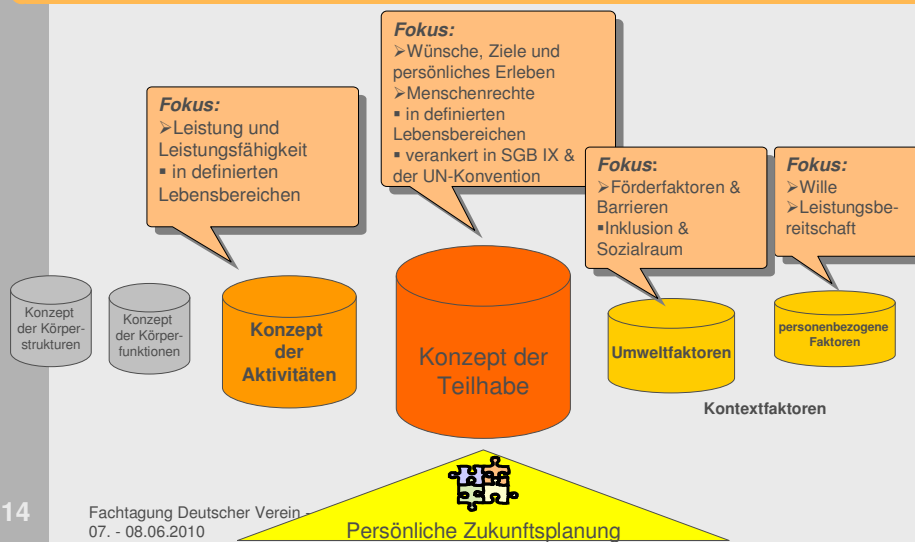 Fokus:
➢Wünsche, Ziele und
persönliches Erleben
➢Menschenrechte
▪ in definierten
Lebensbereichen
▪ verankert in SGB IX &
der UN-Konvention
Fokus:
➢Leistung und
Leistungsfähigkeit
▪ in definierten
Lebensbereichen
Fokus:
➢Förderfaktoren &
Barrieren
▪Inklusion &
Sozialraum
Fokus:
➢Wille
➢Leistungsbe-
reitschaft
Konzept
der Körper-
strukturen
Konzept
der Körper-
funktionen
Konzept
der
Aktivitäten
Konzept der
Teilhabe
Umweltfaktoren
personenbezogene
Faktoren
Kontextfaktoren
14
Fachtagung Deutscher Verein -
07. - 08.06.2010
Persönliche Zukunftsplanung